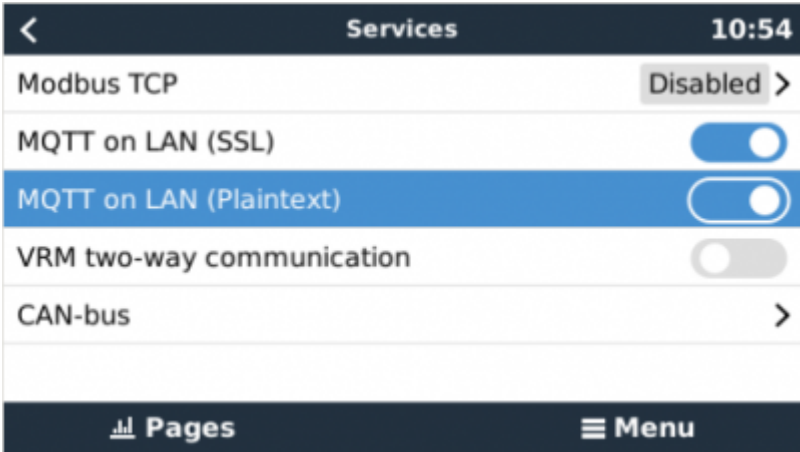 Services 10:54
Modbus TCP Disabled
MQTT on LAN (SSL)
MQTT on LAN (Plaintext)
VRM two-way communication
CAN-bus
Pages Menu